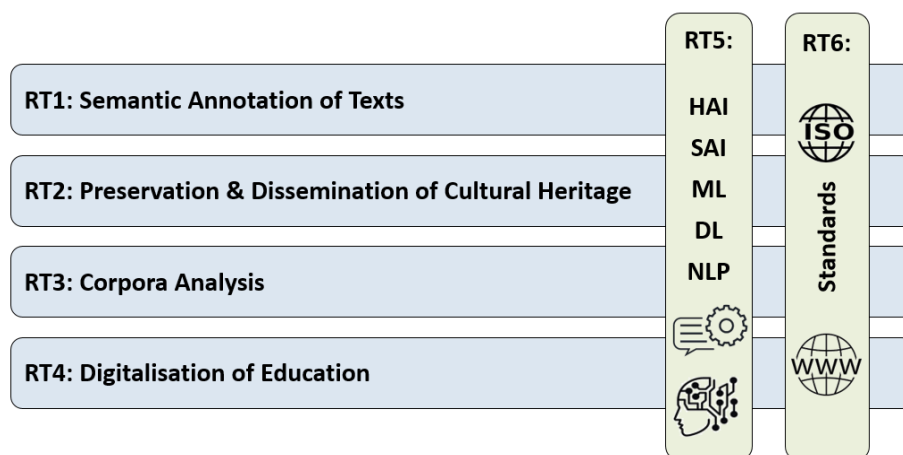 RT1: Semantic Annotation of Texts
RT2: Preservation & Dissemination of Cultural Heritage
RT3: Corpora Analysis
RT4: Digitalisation of Education
RT5:
HAI
SAI
ML
DL
NLP
RT6:
ISO
Standards
WWW